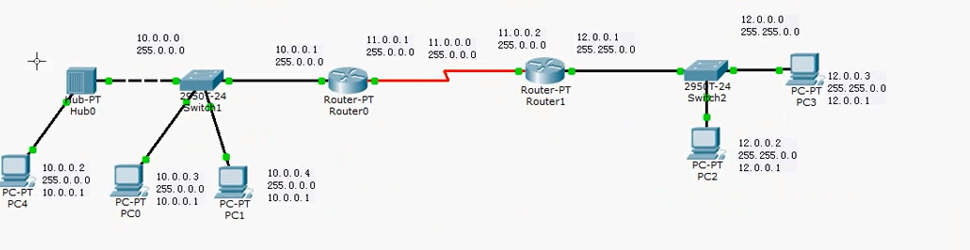 10.0.0.0
255.0.0.0
10.0.0.1
255.0.0.0
11.0.0.1
255.0.0.0
11.0.0.0
255.0.0.0
11.0.0.2
255.0.0.0
12.0.0.1
255.255.0.0
12.0.0.0
255.255.0.0
Hub-PT
Hub0
2950T-24
Switch1
Router-PT
Router0
Router-PT
Router1
2950T-24
Switch2
PC-PT
PC3
12.0.0.3
255.255.0.0
12.0.0.1
PC-PT
PC4
10.0.0.2
255.0.0.0
10.0.0.1
PC-PT
PC0
10.0.0.3
255.0.0.0
10.0.0.1
PC-PT
PC1
10.0.0.4
255.0.0.0
10.0.0.1
PC-PT
PC2
12.0.0.2
255.255.0.0
12.0.0.1